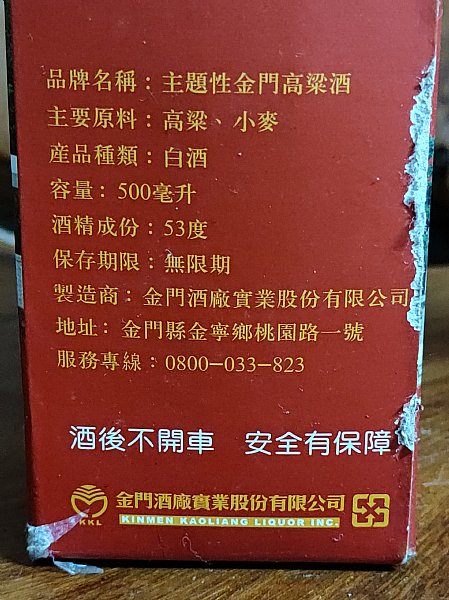 品牌名稱：主題性金門高粱酒
主要原料：高粱、小麥
産品種類：白酒
容量：500毫升
酒精成份：53度
保存期限：無限期
製造商：金門酒廠實業股份有限公司
地址：金門縣金寧鄉桃園路一號
服務專線：0800-033-823
酒後不開車 安全有保障
KKL
金門酒廠實業股份有限公司
KINMEN KAOLIANG LIQUOR INC.